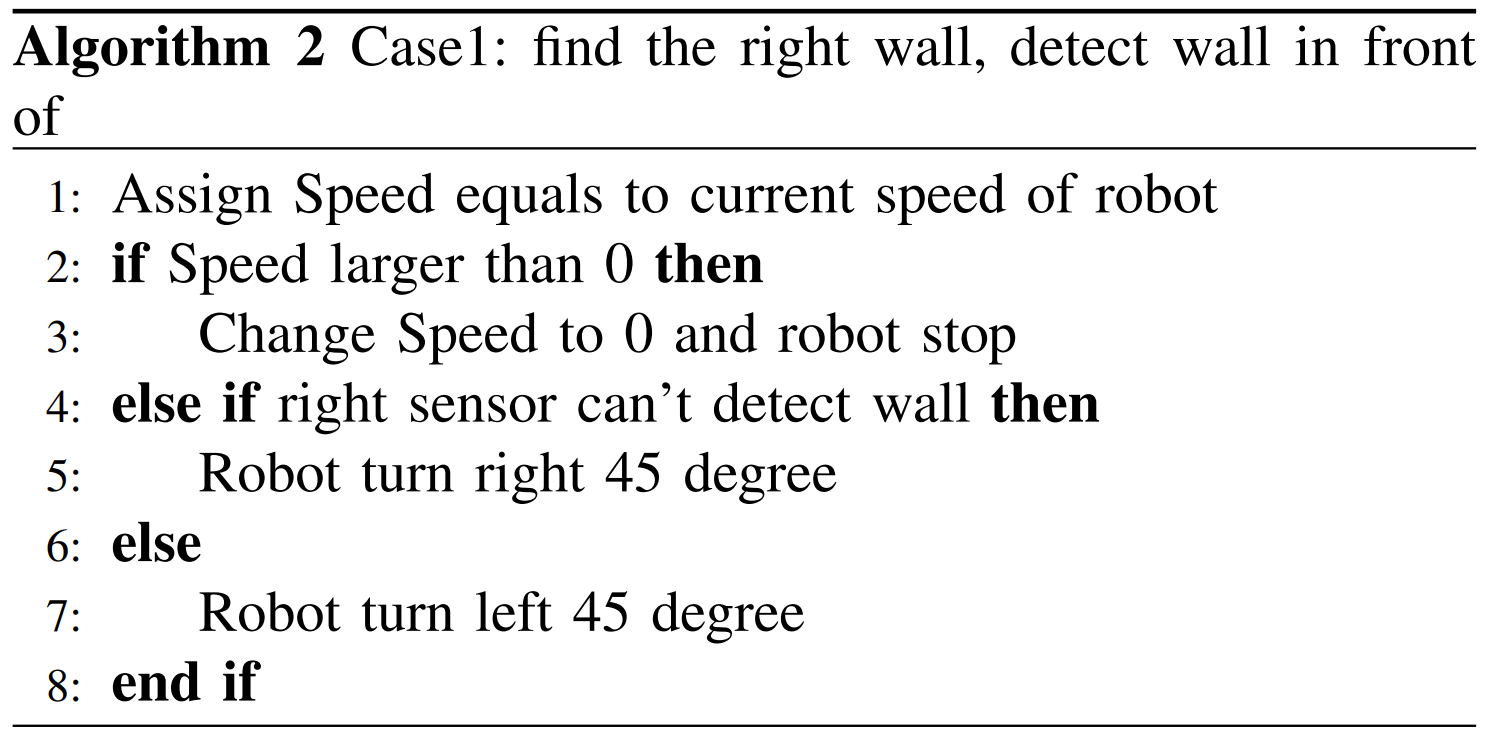 Algorithm 2 Case1: find the right wall, detect wall in front
of
1: Assign Speed equals to current speed of robot
2: if Speed larger than 0 then
3: Change Speed to 0 and robot stop
4: else if right sensor can't detect wall then
5: Robot turn right 45 degree
6: else
7: Robot turn left 45 degree
8: end if